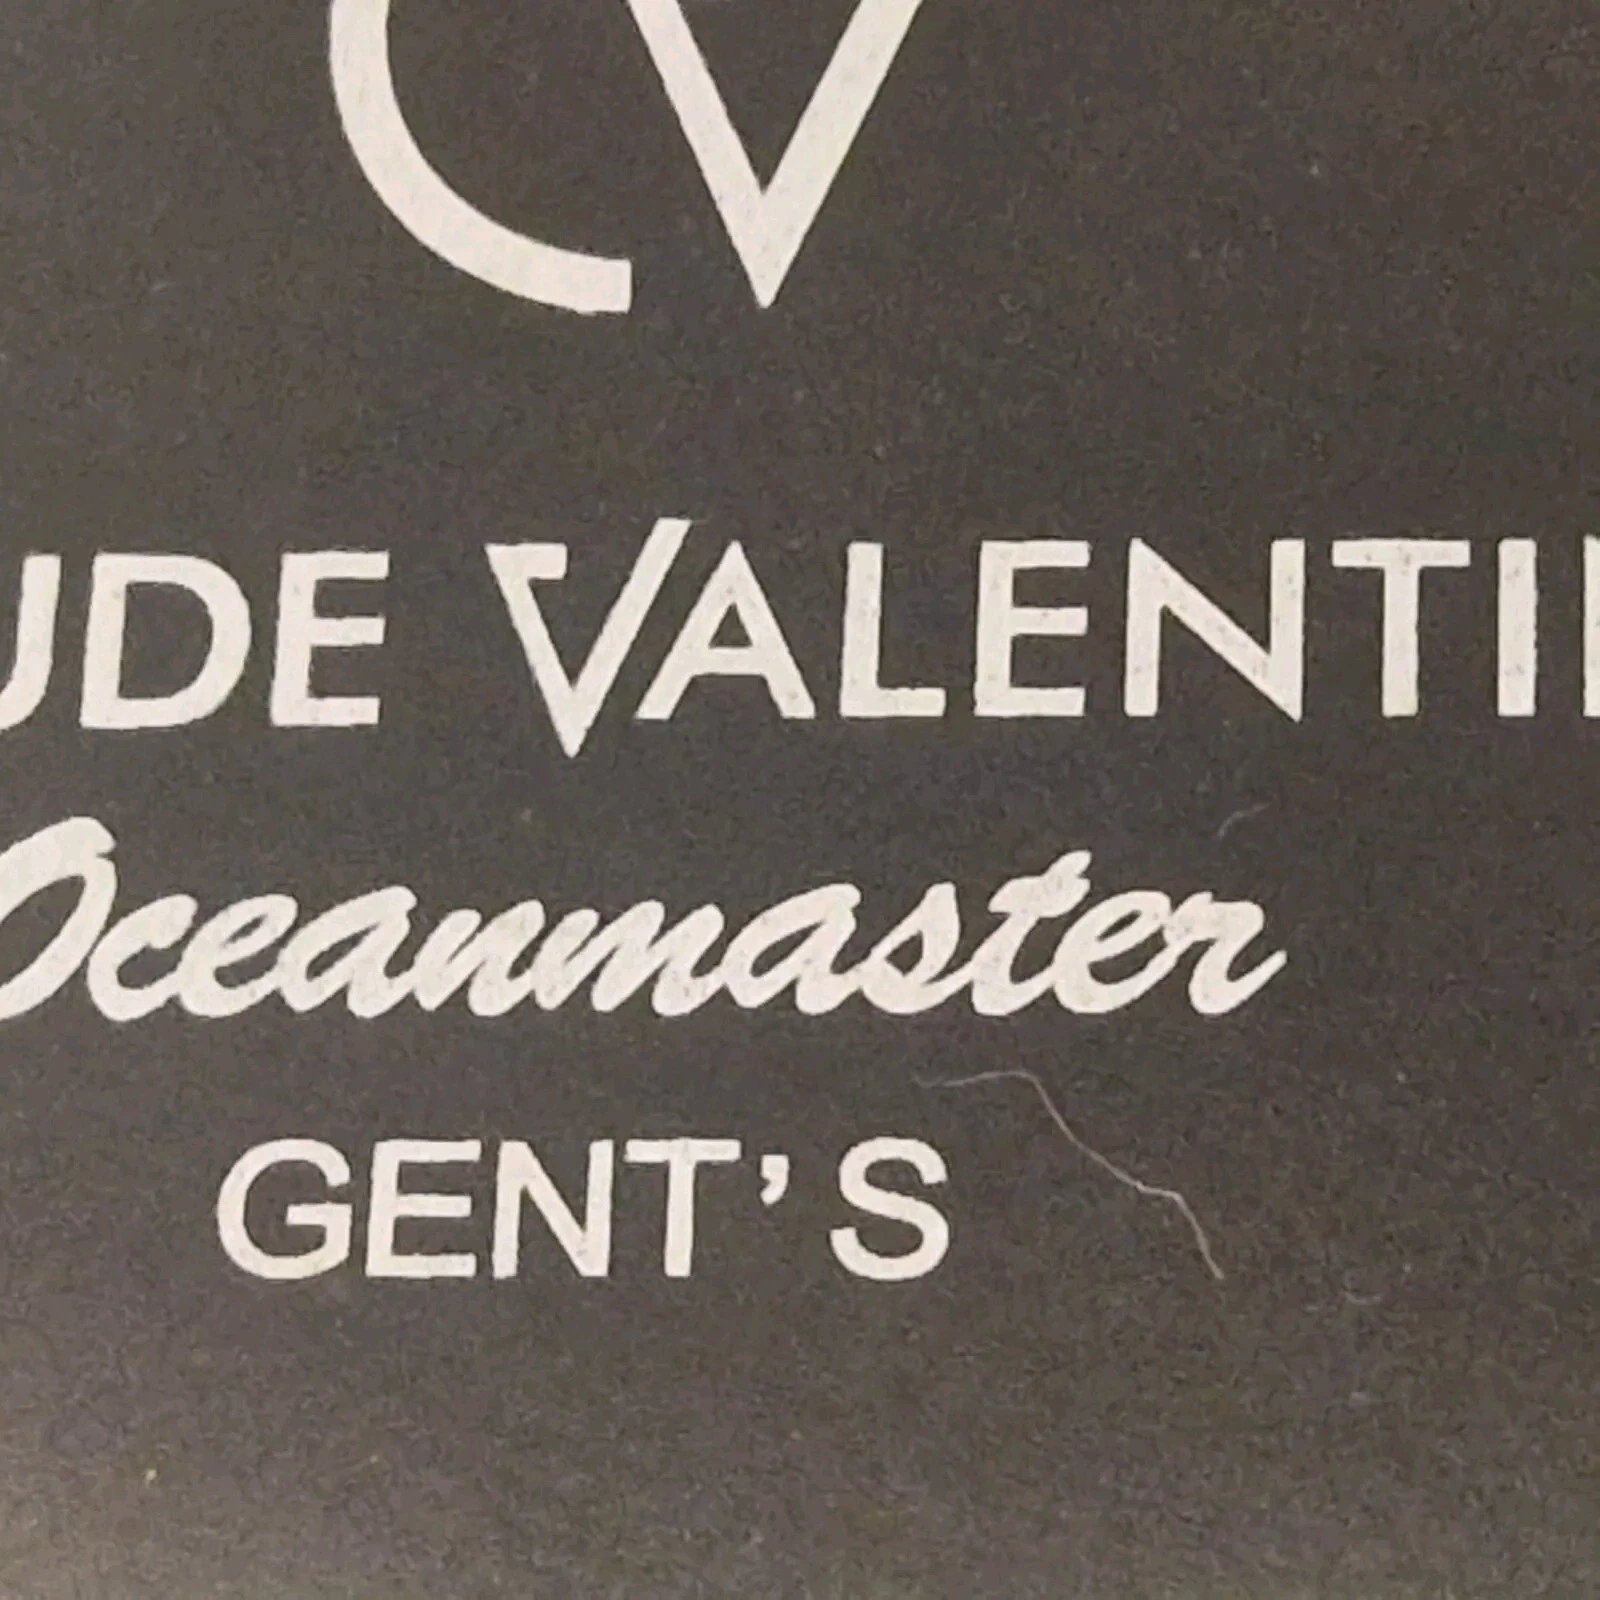 CV
UDE VALENTI
Oceanmaster
GENT'S